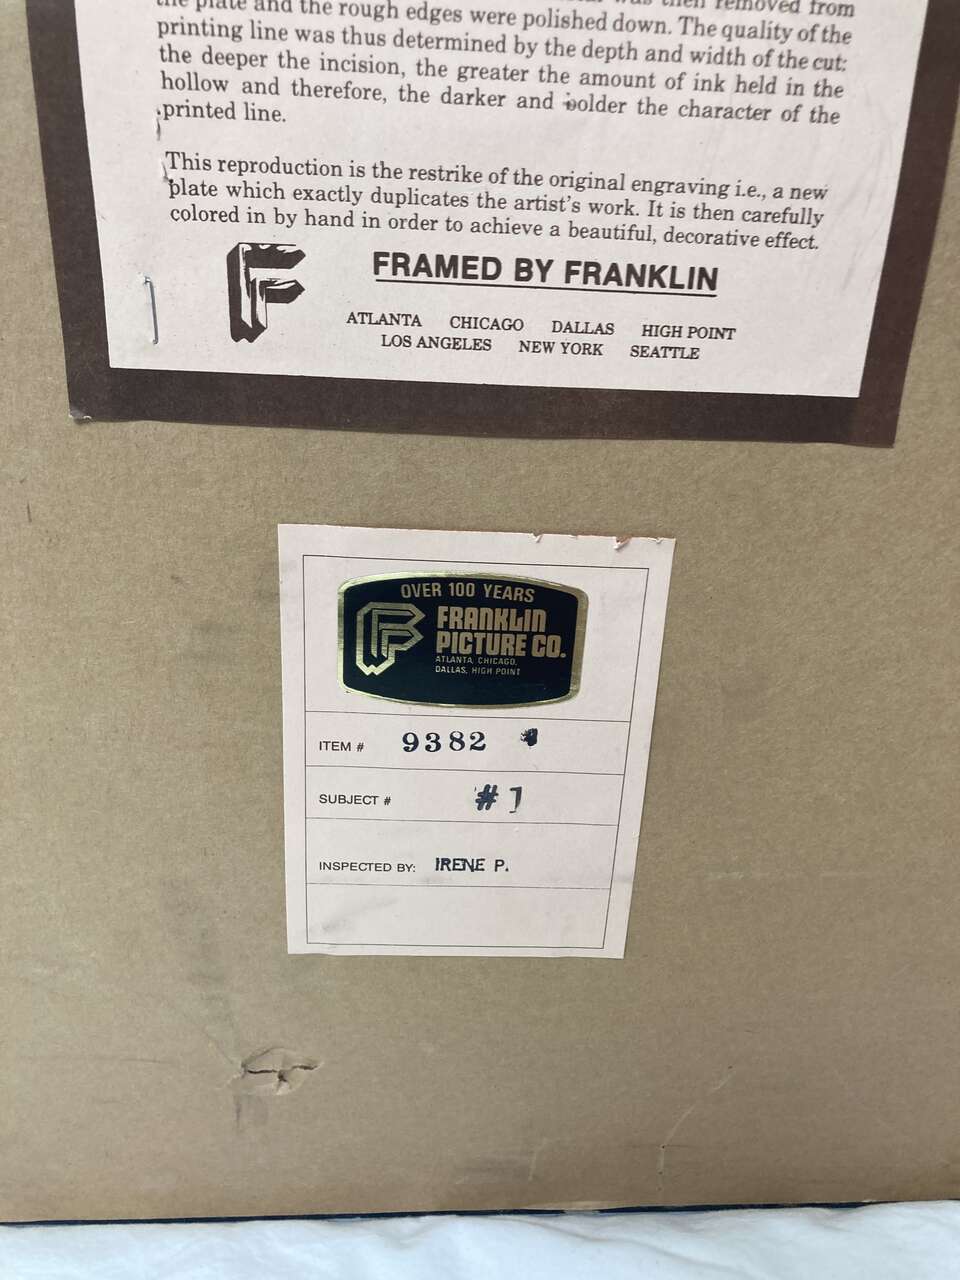 the plate and the rough edges were polished down. The quality of the
printing line was thus determined by the depth and width of the cut:
the deeper the incision, the greater the amount of ink held in the
hollow and therefore, the darker and bolder the character of the
printed line.
This reproduction is the restrike of the original engraving i.e., a new
plate which exactly duplicates the artist's work. It is then carefully
colored in by hand in order to achieve a beautiful, decorative effect.
FRAMED BY FRANKLIN
ATLANTA CHICAGO DALLAS HIGH POINT
LOS ANGELES NEW YORK SEATTLE
OVER 100 YEARS
FRANKLIN
PICTURE CO.
ATLANTA, CHICAGO,
DALLAS, HIGH POINT
ITEM # 9382
SUBJECT # #1
INSPECTED BY: IRENE P.